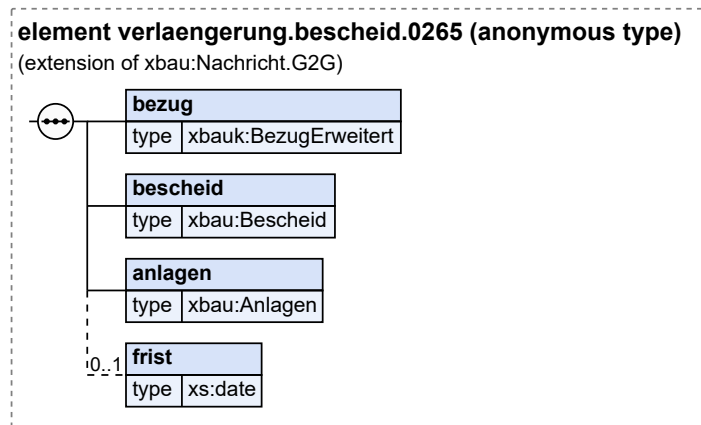 element verlaengerung.bescheid.0265 (anonymous type)
(extension of xbau:Nachricht.G2G)
bezug
type xbauk:BezugErweitert
bescheid
type xbau:Bescheid
anlagen
type xbau:Anlagen
0..1 frist
type xs:date